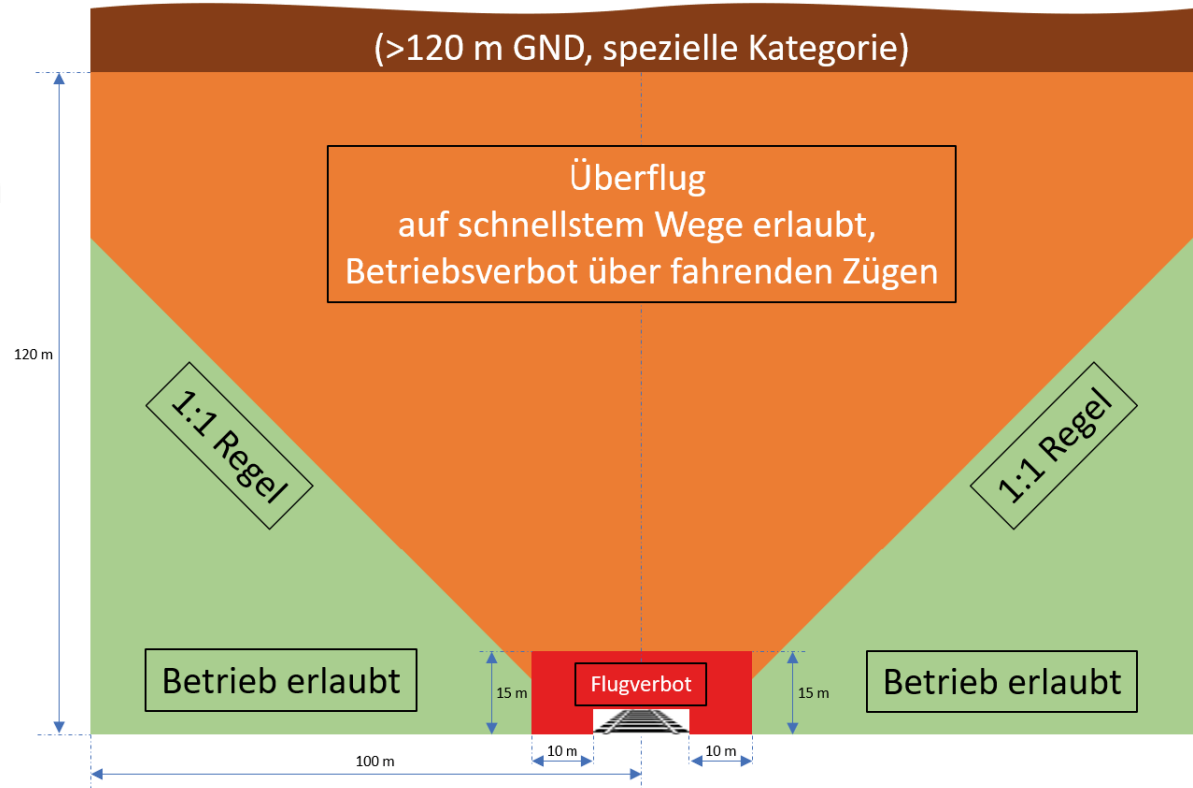 (>120 m GND, spezielle Kategorie)
Überflug
auf schnellstem Wege erlaubt,
Betriebsverbot über fahrenden Zügen
120 m
1:1 Regel
1:1 Regel
Betrieb erlaubt
15 m
Flugverbot
15 m
Betrieb erlaubt
10 m
10 m
100 m